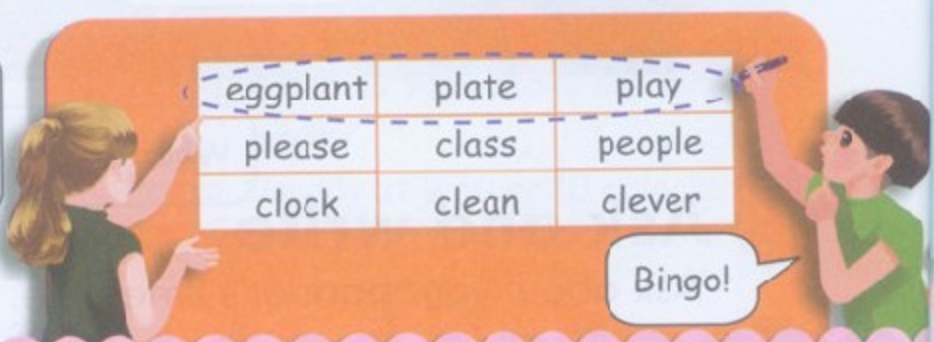 eggplant plate play
please class people
clock clean clever
Bingo!